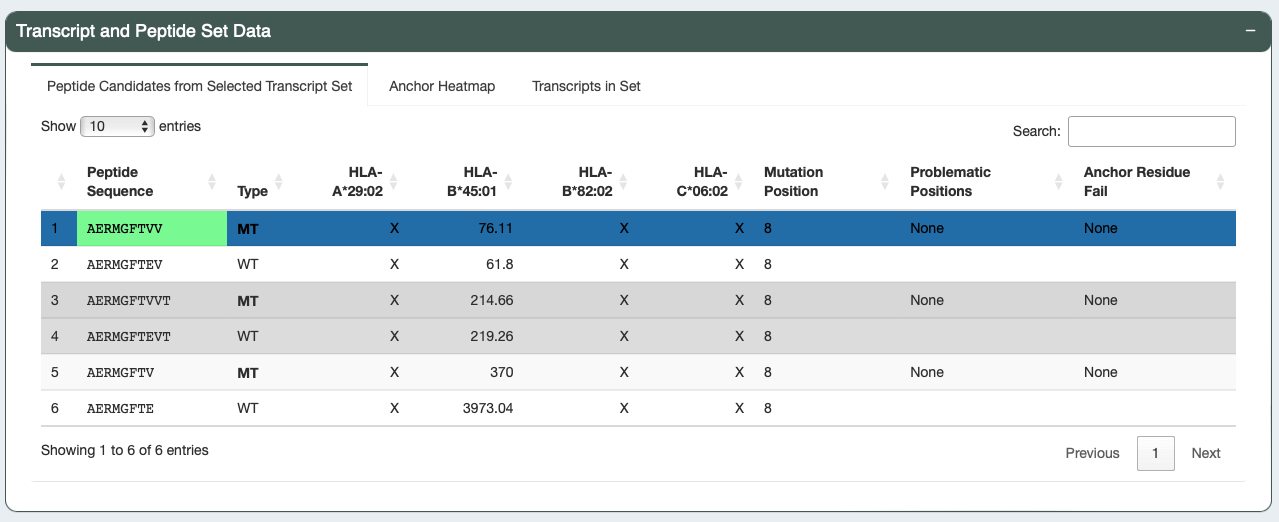 Transcript and Peptide Set Data −
Peptide Candidates from Selected Transcript Set Anchor Heatmap Transcripts in Set
Show 10 entries Search:
Peptide Sequence Type HLA-A*29:02 HLA-B*45:01 HLA-B*82:02 HLA-C*06:02 Mutation Position Problematic Positions Anchor Residue Fail
1 AERMGFTVV MT X 76.11 X X 8 None None
2 AERMGFTEV WT X 61.8 X X 8
3 AERMGFTVVT MT X 214.66 X X 8 None None
4 AERMGFTEVT WT X 219.26 X X 8
5 AERMGFTV MT X 370 X X 8 None None
6 AERMGFTE WT X 3973.04 X X 8
Showing 1 to 6 of 6 entries Previous 1 Next